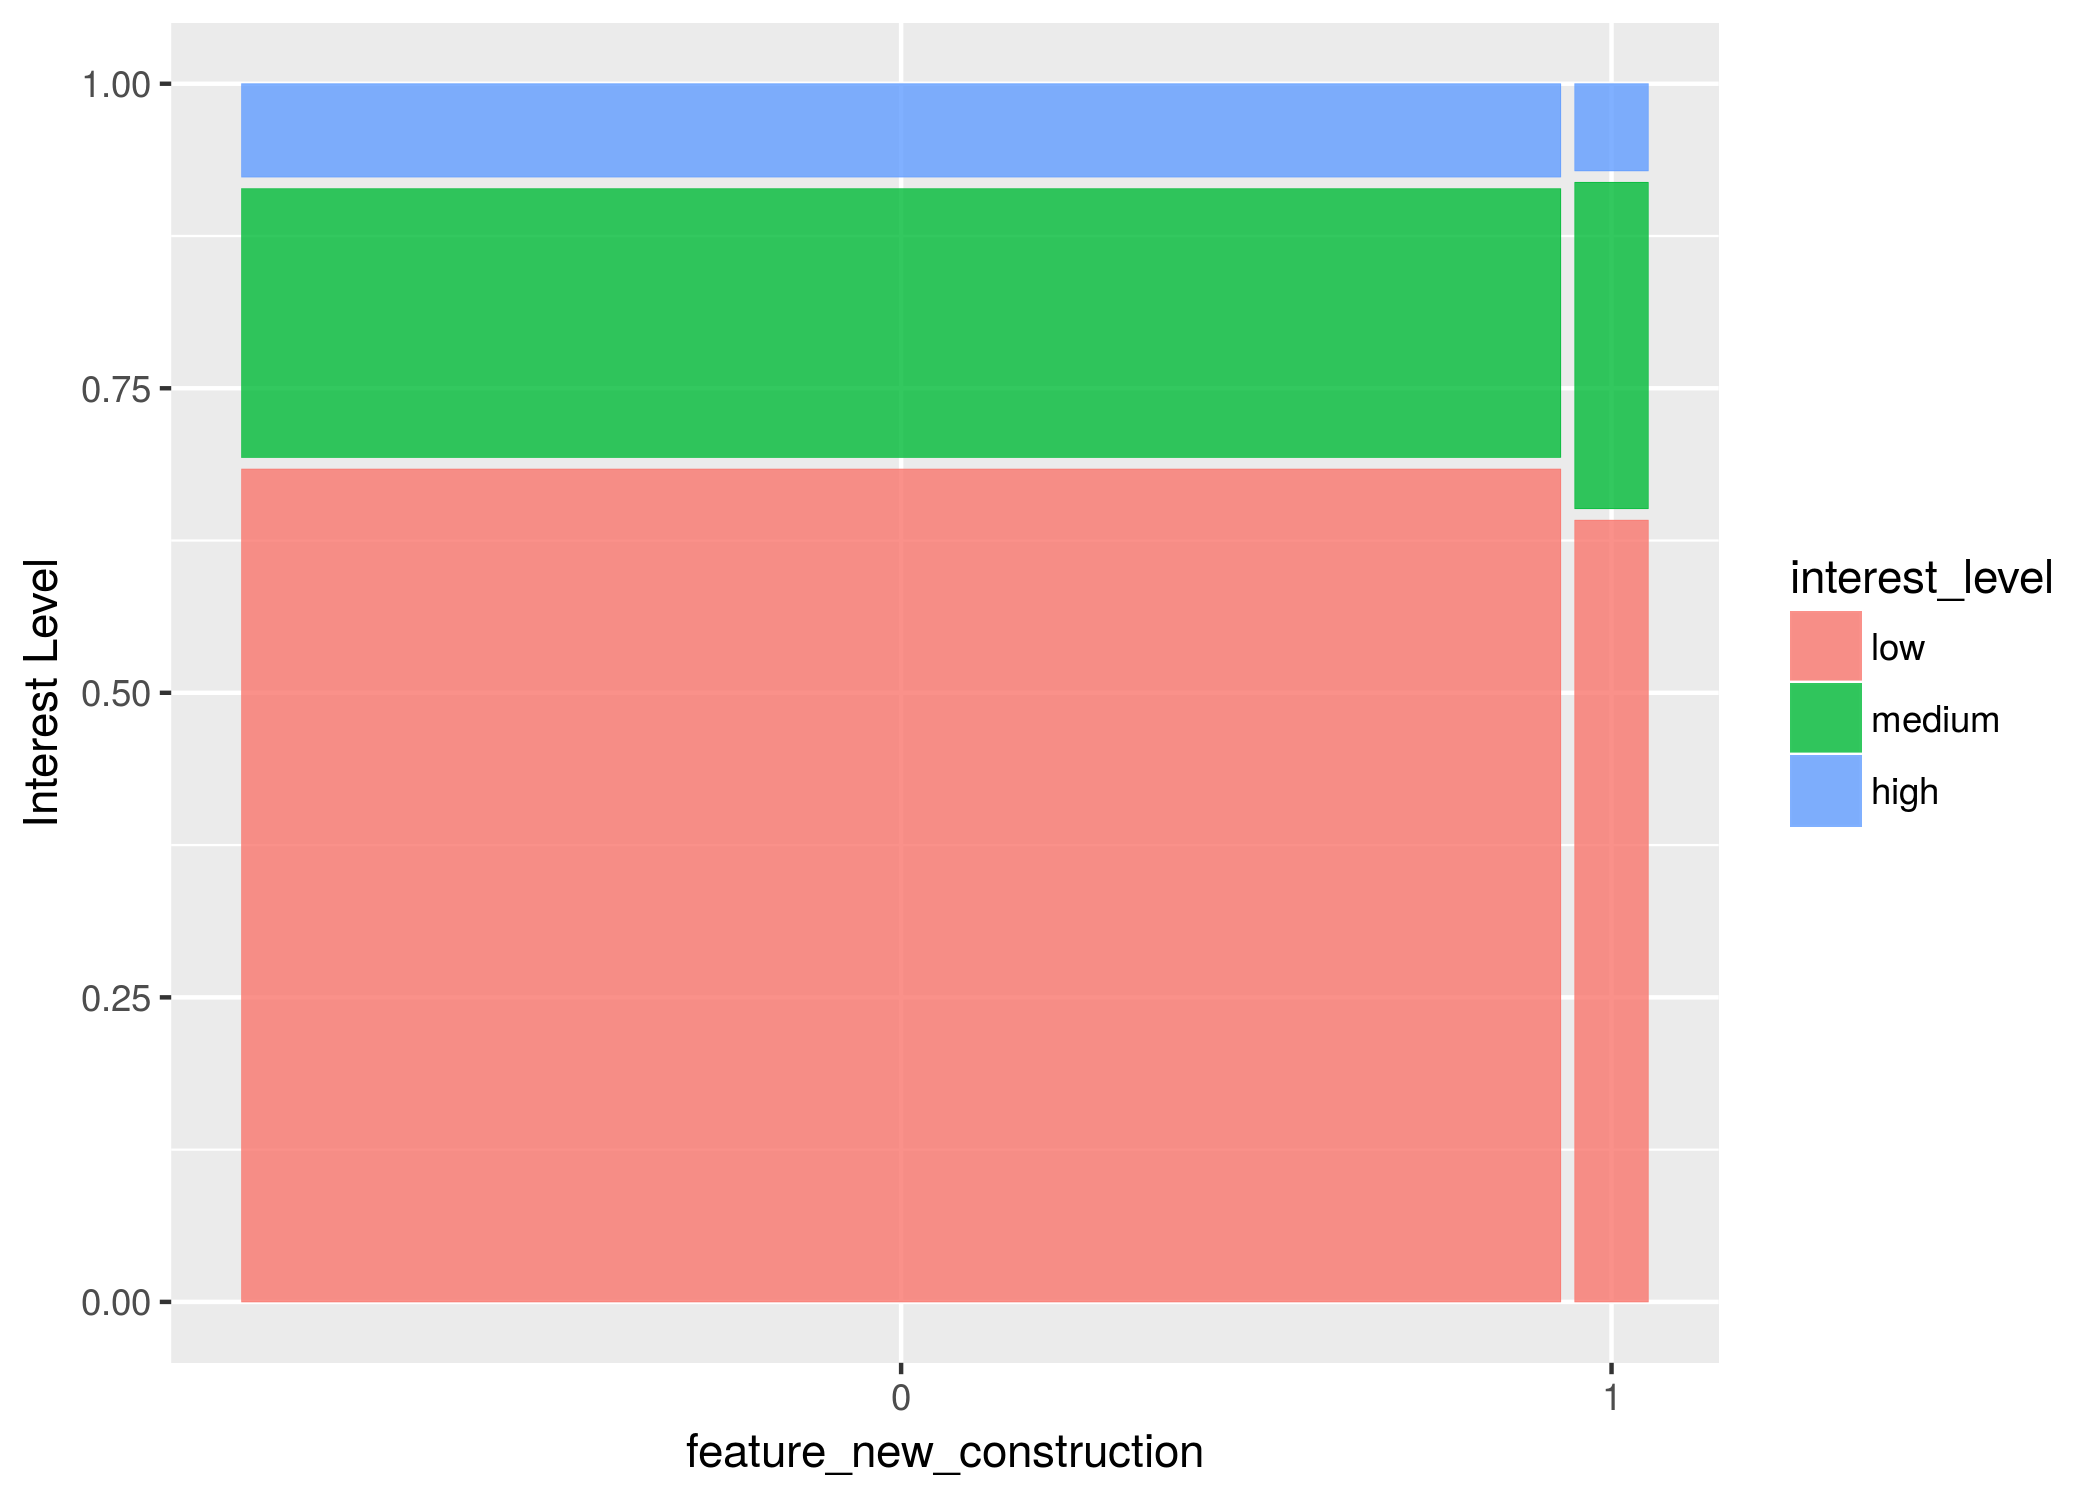 1.00
0.75
0.50
0.25
0.00
Interest Level
0
1
feature_new_construction
interest_level
low
medium
high